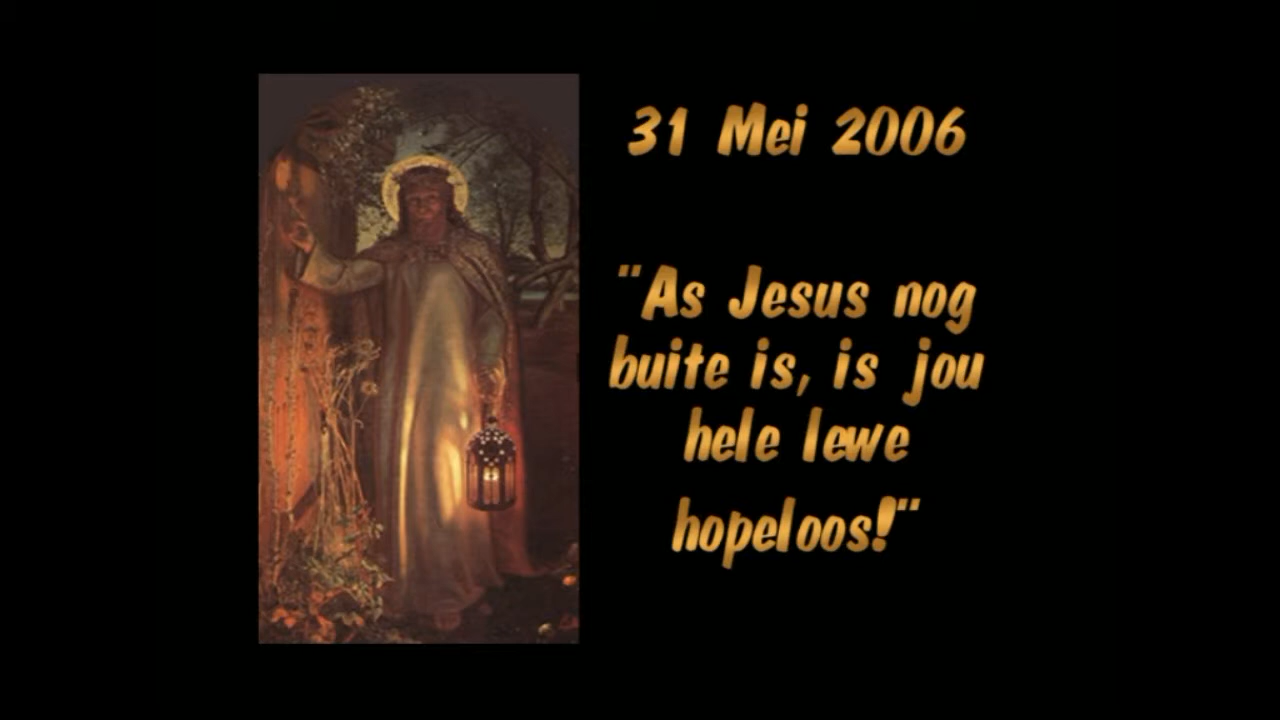 31 Mei 2006
"As Jesus nog
buite is, is jou
hele lewe
hopeloos!"